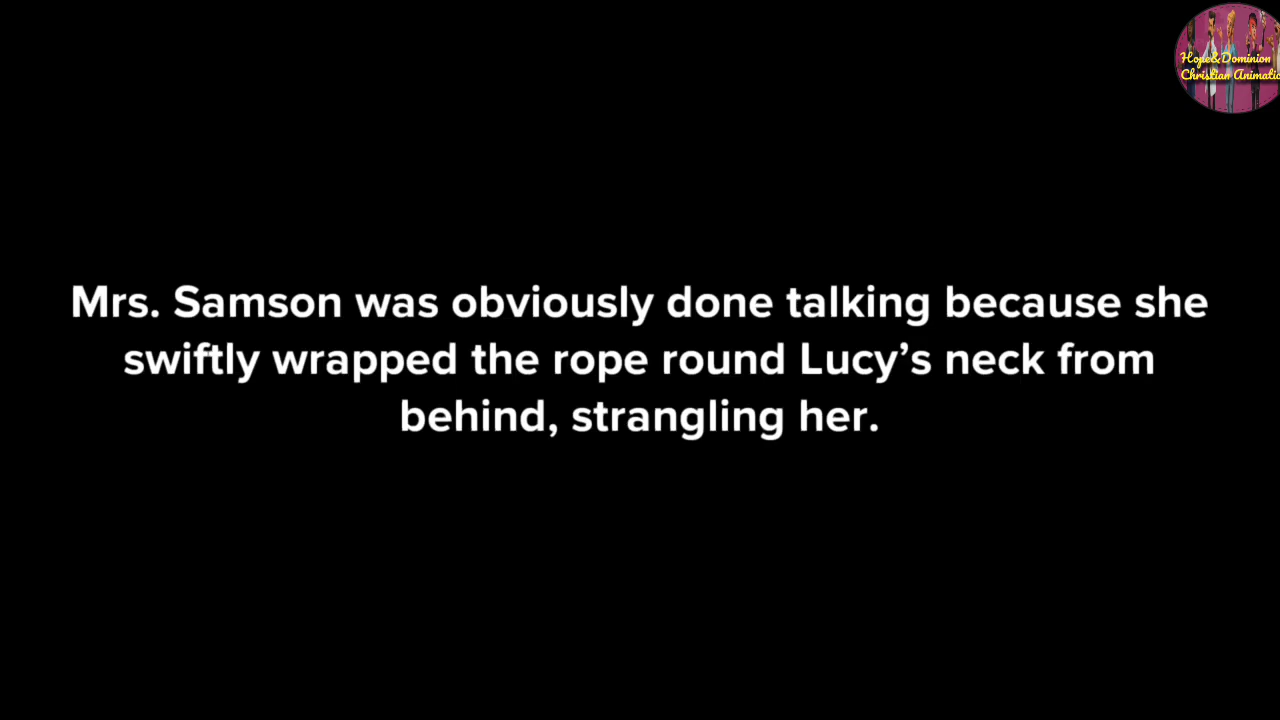 Hope&Dominion
Christian Animatio
Mrs. Samson was obviously done talking because she
swiftly wrapped the rope round Lucy’s neck from
behind, strangling her.